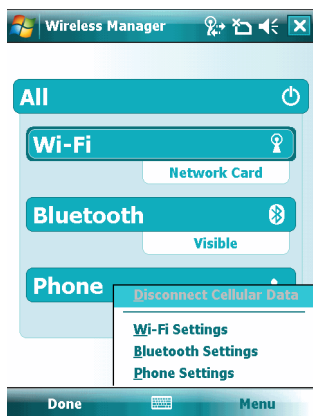 Wireless Manager
All
Wi-Fi
Network Card
Bluetooth
Visible
Phone
Disconnect Cellular Data
Wi-Fi Settings
Bluetooth Settings
Phone Settings
Done
Menu